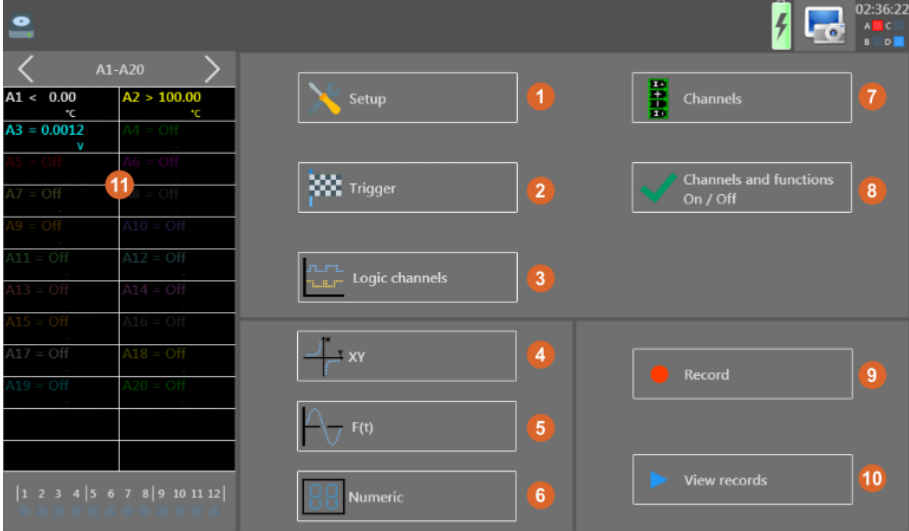 02:36:22
A C
B D
A1-A20
A1 < 0.00
°C
A2 > 100.00
°C
A3 = 0.0012
V
A4 = Off
A5 = Off
A6 = Off
A7 = Off
8 = Off
A9 = Off
A10 = Off
A11 = Off
A12 = Off
A13 = Off
A14 = Off
A15 = Off
A16 = Off
A17 = Off
A18 = Off
A19 = Off
A20 = Off
11
1 2 3 4 5 6 7 8 9 10 11 12
Setup
1
Trigger
2
Logic channels
3
XY
4
F(t)
5
Numeric
6
Channels
7
Channels and functions
On / Off
8
Record
9
View records
10